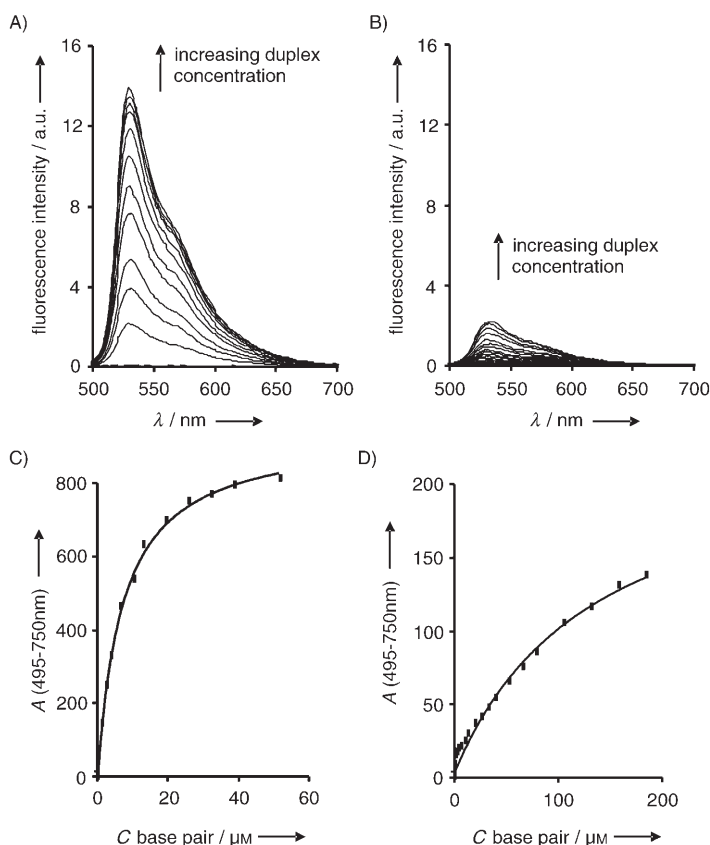 A)
fluorescence intensity / a.u.
16
12
8
4
0
increasing duplex
concentration
500 550 600 650 700
λ / nm
B)
fluorescence intensity / a.u.
16
12
8
4
0
increasing duplex
concentration
500 550 600 650 700
λ / nm
C)
A (495-750nm)
800
600
400
200
0
0 20 40 60
C base pair / μM
D)
A (495-750nm)
200
150
100
50
0
0 100 200
C base pair / μM